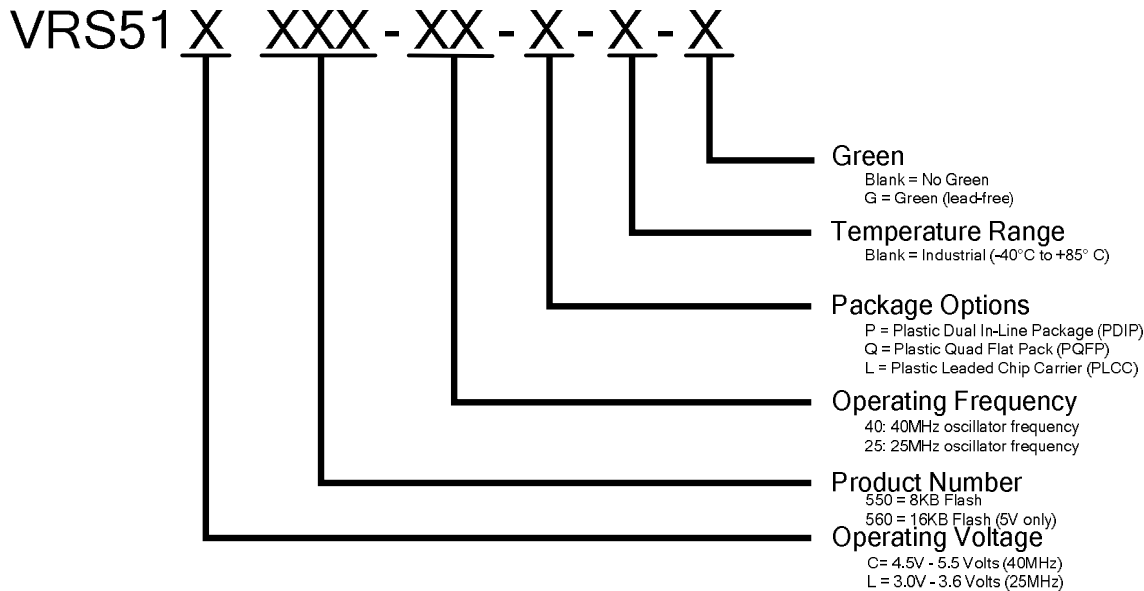 VRS51 X XXX - XX - X - X - X
Green
Blank = No Green
G = Green (lead-free)
Temperature Range
Blank = Industrial (-40°C to +85° C)
Package Options
P = Plastic Dual In-Line Package (PDIP)
Q = Plastic Quad Flat Pack (PQFP)
L = Plastic Leaded Chip Carrier (PLCC)
Operating Frequency
40: 40MHz oscillator frequency
25: 25MHz oscillator frequency
Product Number
550 = 8KB Flash
560 = 16KB Flash (5V only)
Operating Voltage
C= 4.5V - 5.5 Volts (40MHz)
L = 3.0V - 3.6 Volts (25MHz)